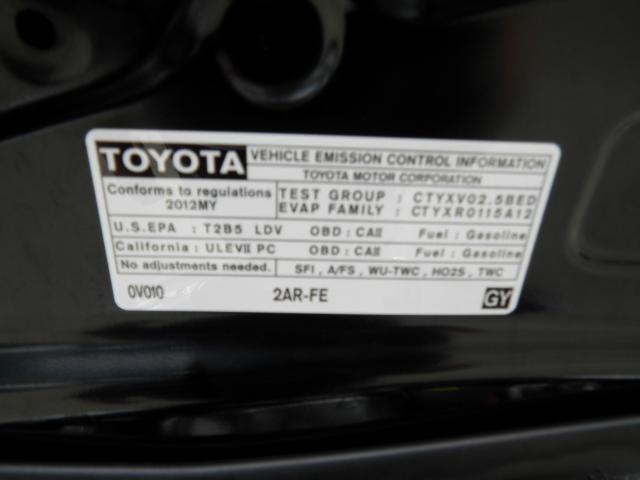 TOYOTA VEHICLE EMISSION CONTROL INFORMATION
TOYOTA MOTOR CORPORATION
Conforms to regulations
2012MY
TEST GROUP : CTYXV02.5BED
EVAP FAMILY : CTYXR0115A12
U.S.EPA : T2B5 LDV OBD : CAII Fuel : Gasoline
California : ULEVII PC OBD : CAII Fuel : Gasoline
No adjustments needed. SFI , A/FS , WU-TWC , HO2S , TWC
0V010 2AR-FE GY